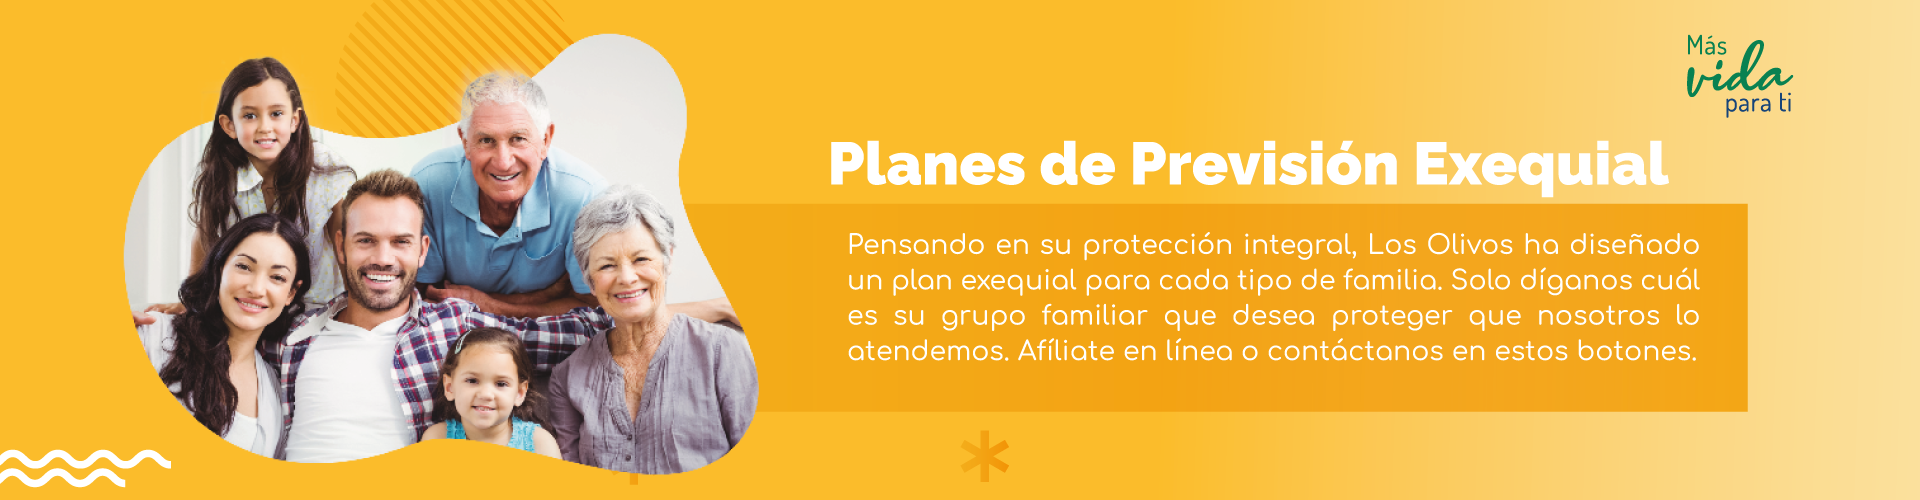 Más
vida
para ti
Planes de Previsión Exequial
Pensando en su protección integral, Los Olivos ha diseñado
un plan exequial para cada tipo de familia. Solo díganos cuál
es su grupo familiar que desea proteger que nosotros lo
atendemos. Afíliate en línea o contáctanos en estos botones.